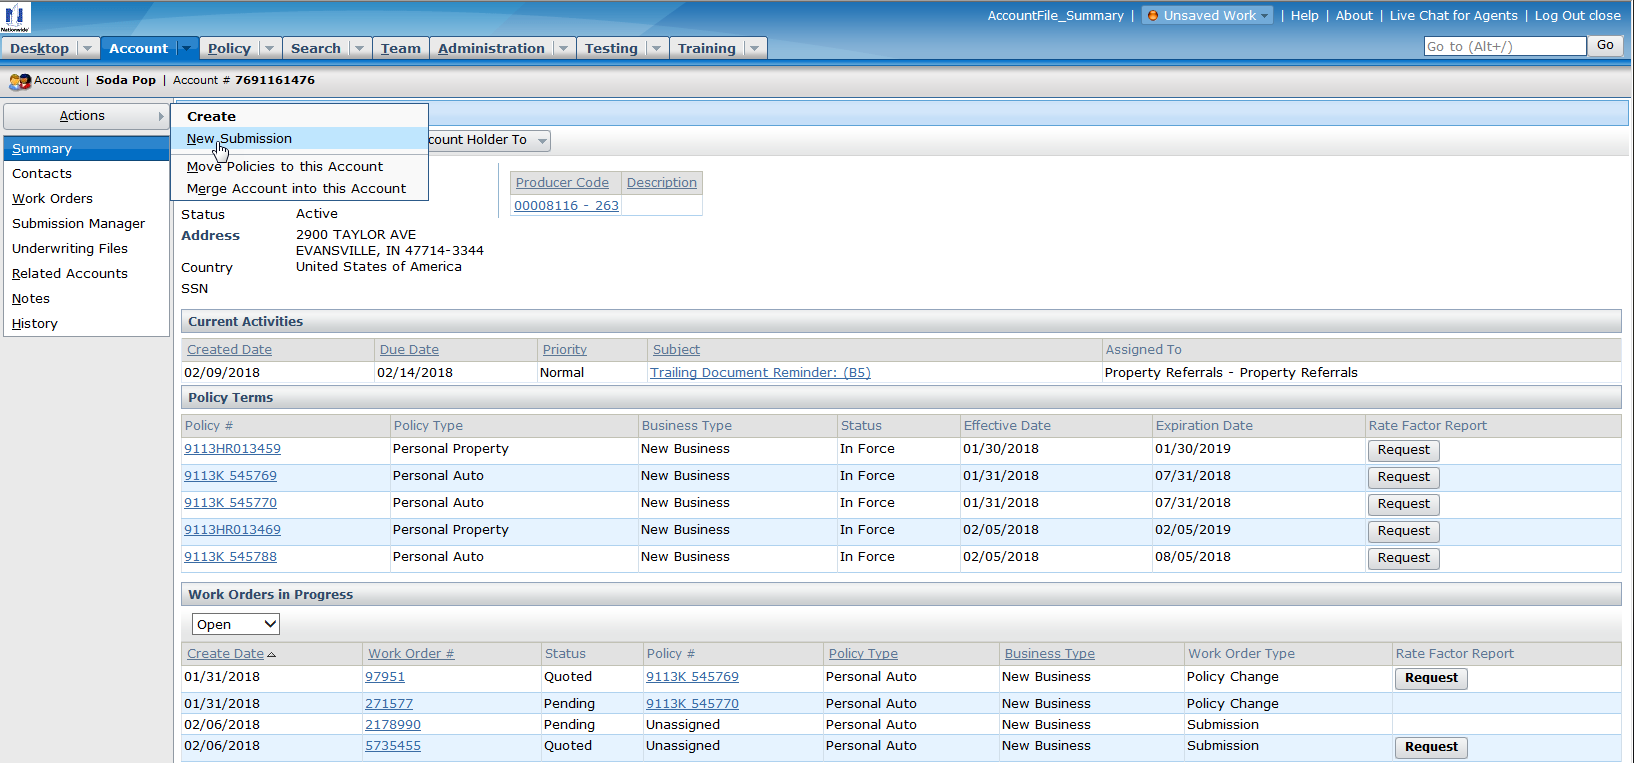 AccountFile_Summary | Unsaved Work | Help | About | Live Chat for Agents | Log Out close
Nationwide
Desktop Account Policy Search Team Administration Testing Training Go to (Alt+/) Go
Account | Soda Pop | Account # 7691161476
Actions
Summary
Contacts
Work Orders
Submission Manager
Underwriting Files
Related Accounts
Notes
History
Create
New Submission
Move Policies to this Account
Merge Account into this Account
count Holder To
Producer Code Description
00008116 - 263
Status Active
Address 2900 TAYLOR AVE
EVANSVILLE, IN 47714-3344
Country United States of America
SSN
Current Activities
Created Date Due Date Priority Subject Assigned To
02/09/2018 02/14/2018 Normal Trailing Document Reminder: (B5) Property Referrals - Property Referrals
Policy Terms
Policy # Policy Type Business Type Status Effective Date Expiration Date Rate Factor Report
9113HR013459 Personal Property New Business In Force 01/30/2018 01/30/2019 Request
9113K 545769 Personal Auto New Business In Force 01/31/2018 07/31/2018 Request
9113K 545770 Personal Auto New Business In Force 01/31/2018 07/31/2018 Request
9113HR013469 Personal Property New Business In Force 02/05/2018 02/05/2019 Request
9113K 545788 Personal Auto New Business In Force 02/05/2018 08/05/2018 Request
Work Orders in Progress
Open
Create Date Work Order # Status Policy # Policy Type Business Type Work Order Type Rate Factor Report
01/31/2018 97951 Quoted 9113K 545769 Personal Auto New Business Policy Change Request
01/31/2018 271577 Pending 9113K 545770 Personal Auto New Business Policy Change
02/06/2018 2178990 Pending Unassigned Personal Auto New Business Submission
02/06/2018 5735455 Quoted Unassigned Personal Auto New Business Submission Request